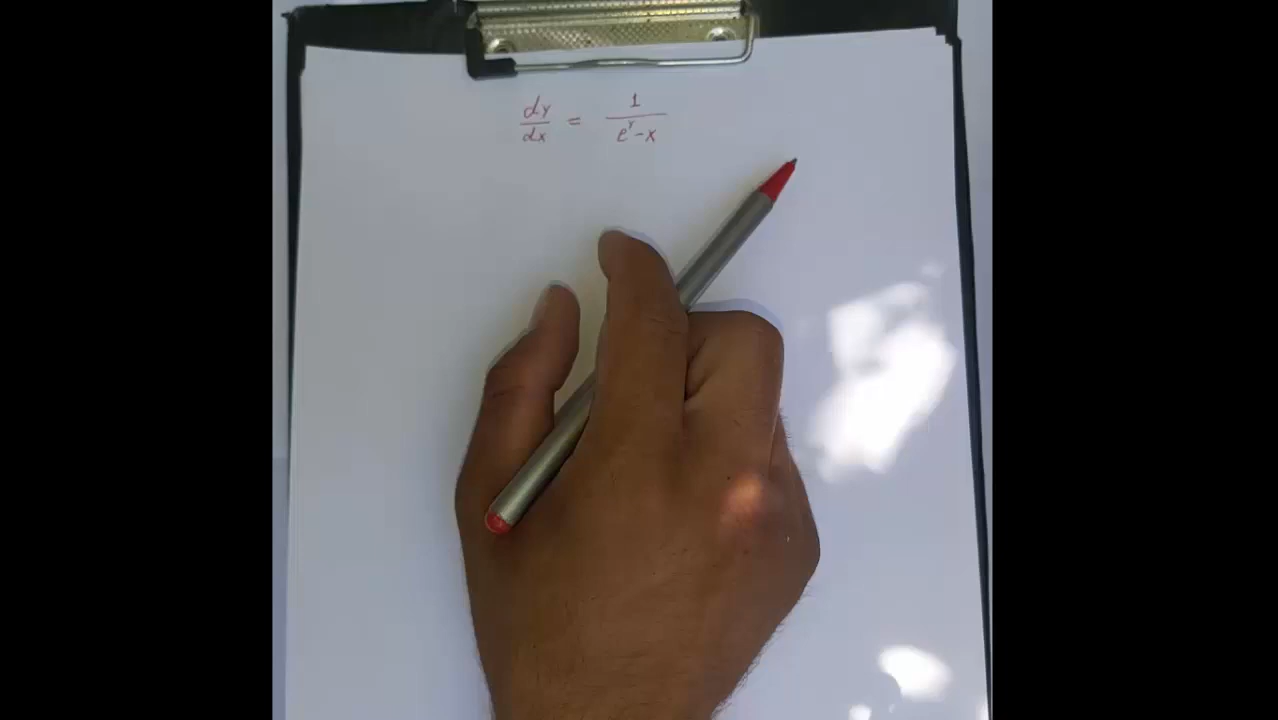 dy/dx = 1/(e^y - x)